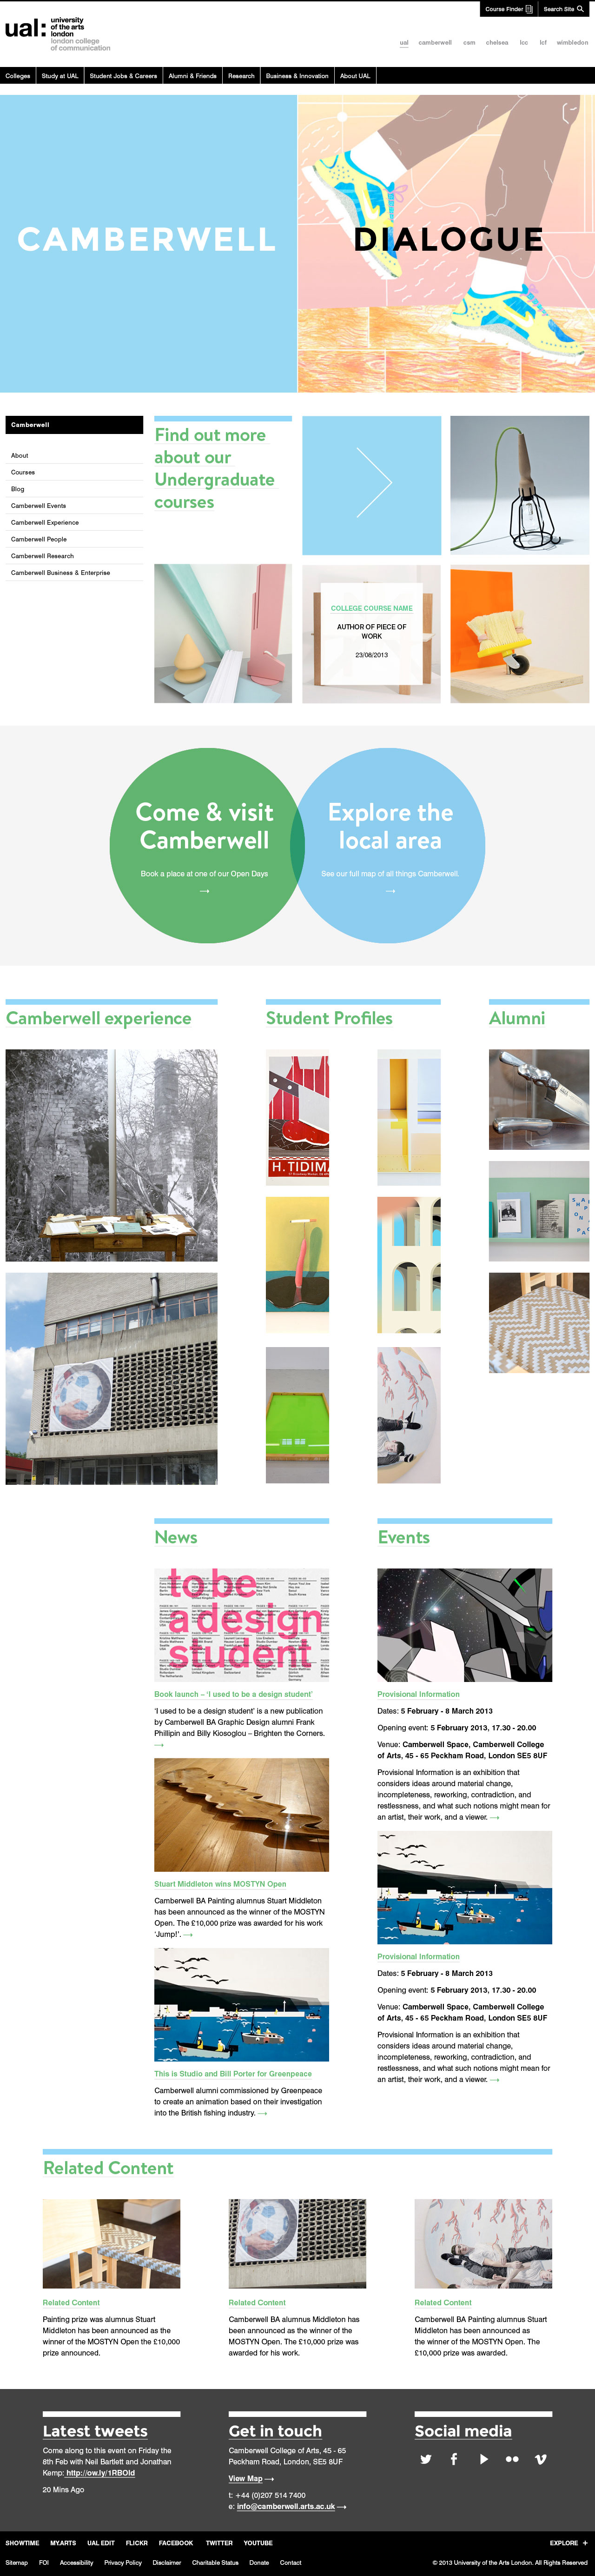 Course Finder
Search Site
ual:
university
of the arts
london
london college
of communication
ual camberwell csm chelsea lcc lcf wimbledon
Colleges
Study at UAL
Student Jobs & Careers
Alumni & Friends
Research
Business & Innovation
About UAL
CAMBERWELL
DIALOGUE
Camberwell
About
Courses
Blog
Camberwell Events
Camberwell Experience
Camberwell People
Camberwell Research
Camberwell Business & Enterprise
Find out more
about our
Undergraduate
courses
COLLEGE COURSE NAME
AUTHOR OF PIECE OF
WORK
23/08/2013
Come & visit
Camberwell
Book a place at one of our Open Days
Explore the
local area
See our full map of all things Camberwell.
Camberwell experience
Student Profiles
Alumni
H.TIDIMA
News
tobe
adesign
student
Book launch – 'I used to be a design student'
'I used to be a design student' is a new publication
by Camberwell BA Graphic Design alumni Frank
Phillipin and Billy Kiosoglou – Brighten the Corners.
Stuart Middleton wins MOSTYN Open
Camberwell BA Painting alumnus Stuart Middleton
has been announced as the winner of the MOSTYN
Open. The £10,000 prize was awarded for his work
'Jump!'.
This is Studio and Bill Porter for Greenpeace
Camberwell alumni commissioned by Greenpeace
to create an animation based on their investigation
into the British fishing industry.
Events
Provisional Information
Dates: 5 February - 8 March 2013
Opening event: 5 February 2013, 17.30 - 20.00
Venue: Camberwell Space, Camberwell College
of Arts, 45 - 65 Peckham Road, London SE5 8UF
Provisional Information is an exhibition that
considers ideas around material change,
incompleteness, reworking, contradiction, and
restlessness, and what such notions might mean for
an artist, their work, and a viewer.
Provisional Information
Dates: 5 February - 8 March 2013
Opening event: 5 February 2013, 17.30 - 20.00
Venue: Camberwell Space, Camberwell College
of Arts, 45 - 65 Peckham Road, London SE5 8UF
Provisional Information is an exhibition that
considers ideas around material change,
incompleteness, reworking, contradiction, and
restlessness, and what such notions might mean for
an artist, their work, and a viewer.
Related Content
Related Content
Painting prize was alumnus Stuart
Middleton has been announced as the
winner of the MOSTYN Open the £10,000
prize announced.
Related Content
Camberwell BA alumnus Middleton has
been announced as the winner of the
MOSTYN Open. The £10,000 prize was
awarded for his work.
Related Content
Camberwell BA Painting alumnus Stuart
Middleton has been announced as
the winner of the MOSTYN Open. The
£10,000 prize was awarded.
Latest tweets
Come along to this event on Friday the
8th Feb with Neil Bartlett and Jonathan
Kemp: http://ow.ly/1RBOId
20 Mins Ago
Get in touch
Camberwell College of Arts, 45 - 65
Peckham Road, London, SE5 8UF
View Map
t: +44 (0)207 514 7400
e: info@camberwell.arts.ac.uk
Social media
SHOWTIME MY.ARTS UAL EDIT FLICKR FACEBOOK TWITTER YOUTUBE
EXPLORE +
Sitemap FOI Accessibility Privacy Policy Disclaimer Charitable Status Donate Contact
© 2013 University of the Arts London. All Rights Reserved